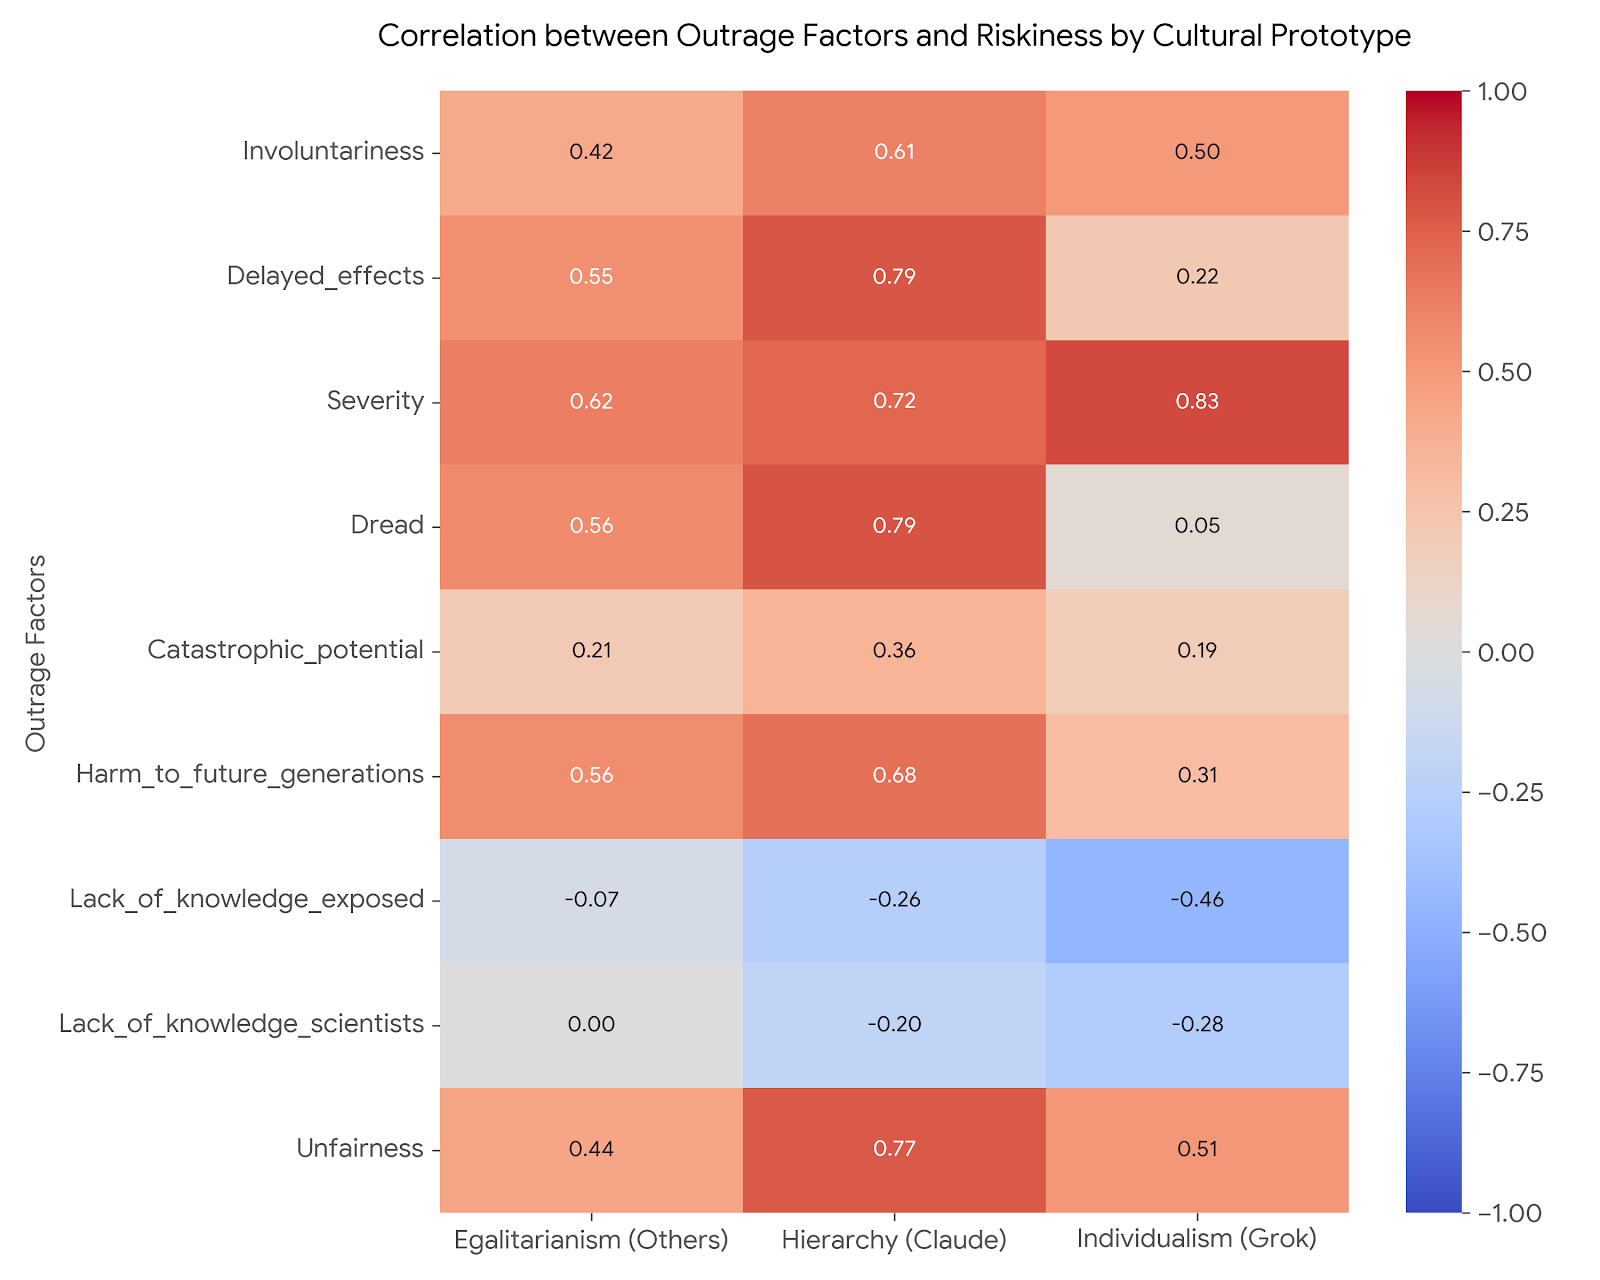 Correlation between Outrage Factors and Riskiness by Cultural Prototype
Outrage Factors
Involuntariness 0.42 0.61 0.50
Delayed_effects 0.55 0.79 0.22
Severity 0.62 0.72 0.83
Dread 0.56 0.79 0.05
Catastrophic_potential 0.21 0.36 0.19
Harm_to_future_generations 0.56 0.68 0.31
Lack_of_knowledge_exposed -0.07 -0.26 -0.46
Lack_of_knowledge_scientists 0.00 -0.20 -0.28
Unfairness 0.44 0.77 0.51
Egalitarianism (Others) Hierarchy (Claude) Individualism (Grok)
1.00
0.75
0.50
0.25
0.00
−0.25
−0.50
−0.75
−1.00